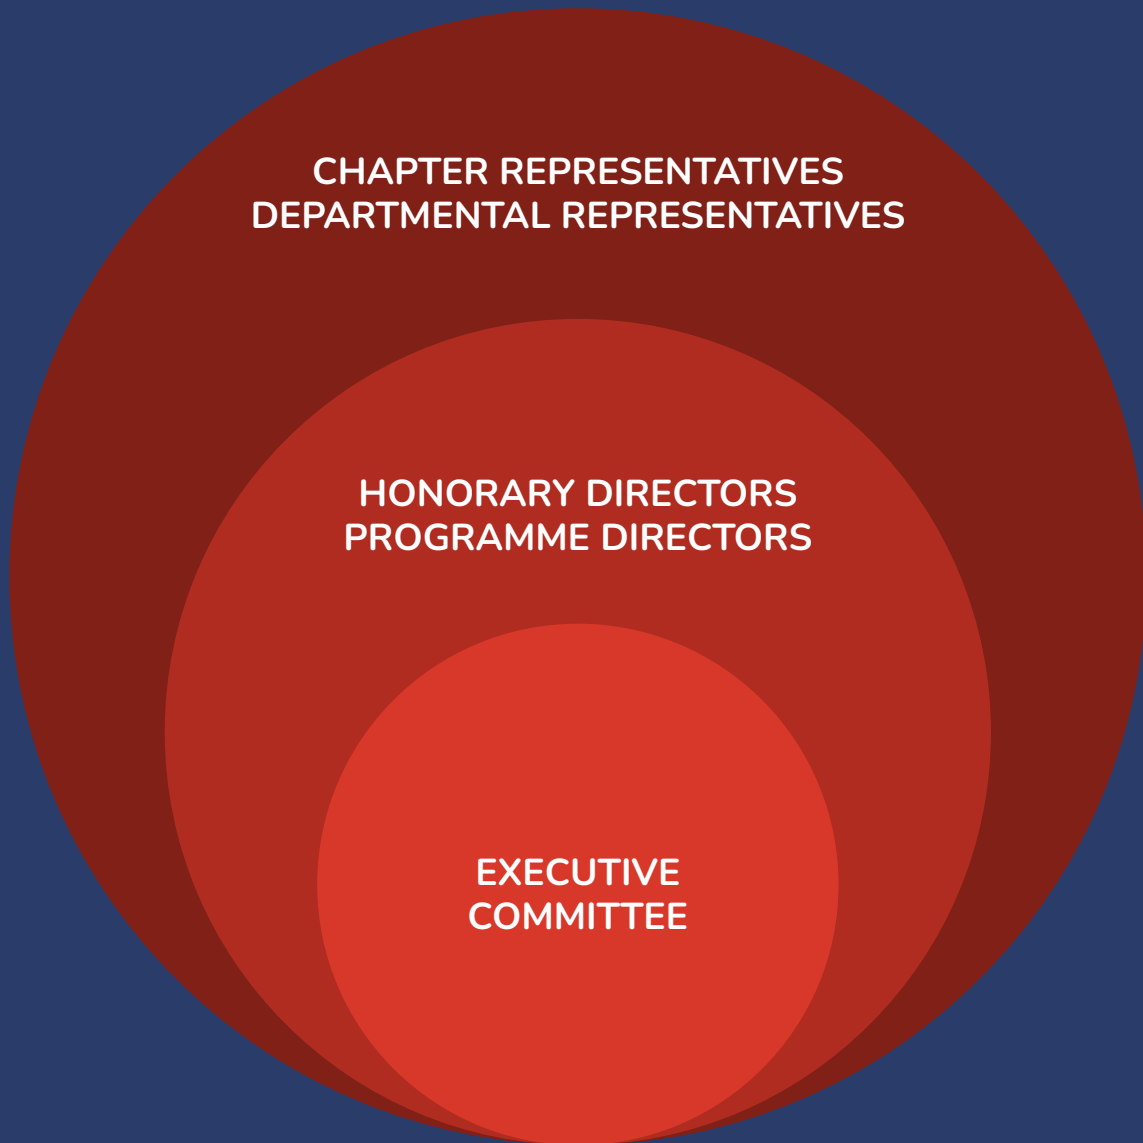 CHAPTER REPRESENTATIVES
DEPARTMENTAL REPRESENTATIVES
HONORARY DIRECTORS
PROGRAMME DIRECTORS
EXECUTIVE
COMMITTEE